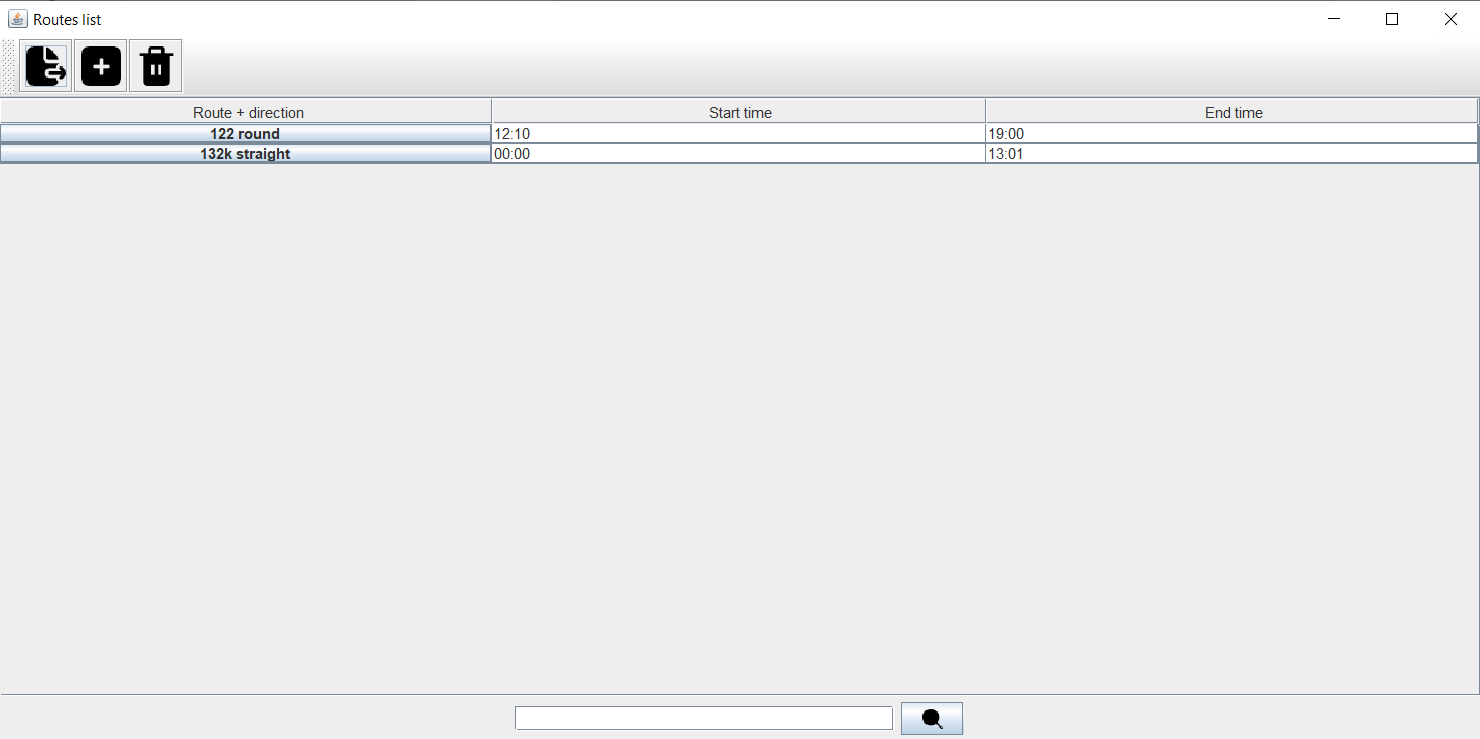 Routes list
Route + direction Start time End time
122 round 12:10 19:00
132k straight 00:00 13:01